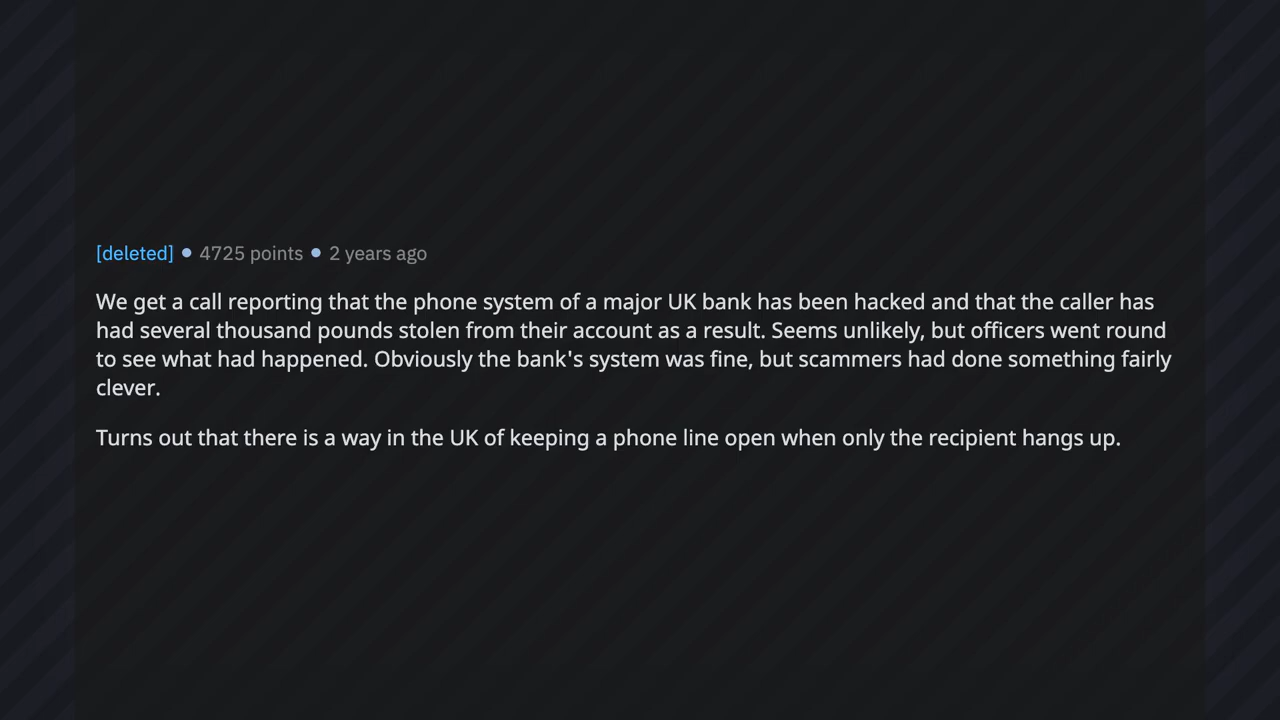 [deleted] • 4725 points • 2 years ago
We get a call reporting that the phone system of a major UK bank has been hacked and that the caller has
had several thousand pounds stolen from their account as a result. Seems unlikely, but officers went round
to see what had happened. Obviously the bank's system was fine, but scammers had done something fairly
clever.
Turns out that there is a way in the UK of keeping a phone line open when only the recipient hangs up.